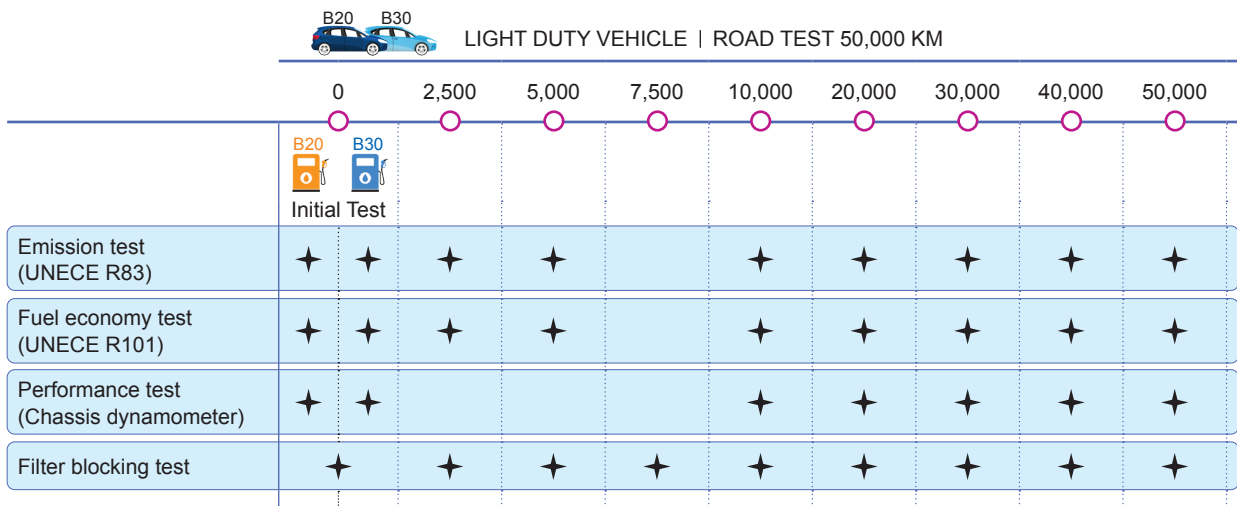 B20 B30
LIGHT DUTY VEHICLE | ROAD TEST 50,000 KM
0 2,500 5,000 7,500 10,000 20,000 30,000 40,000 50,000
B20 B30
Initial Test
Emission test
(UNECE R83)
Fuel economy test
(UNECE R101)
Performance test
(Chassis dynamometer)
Filter blocking test